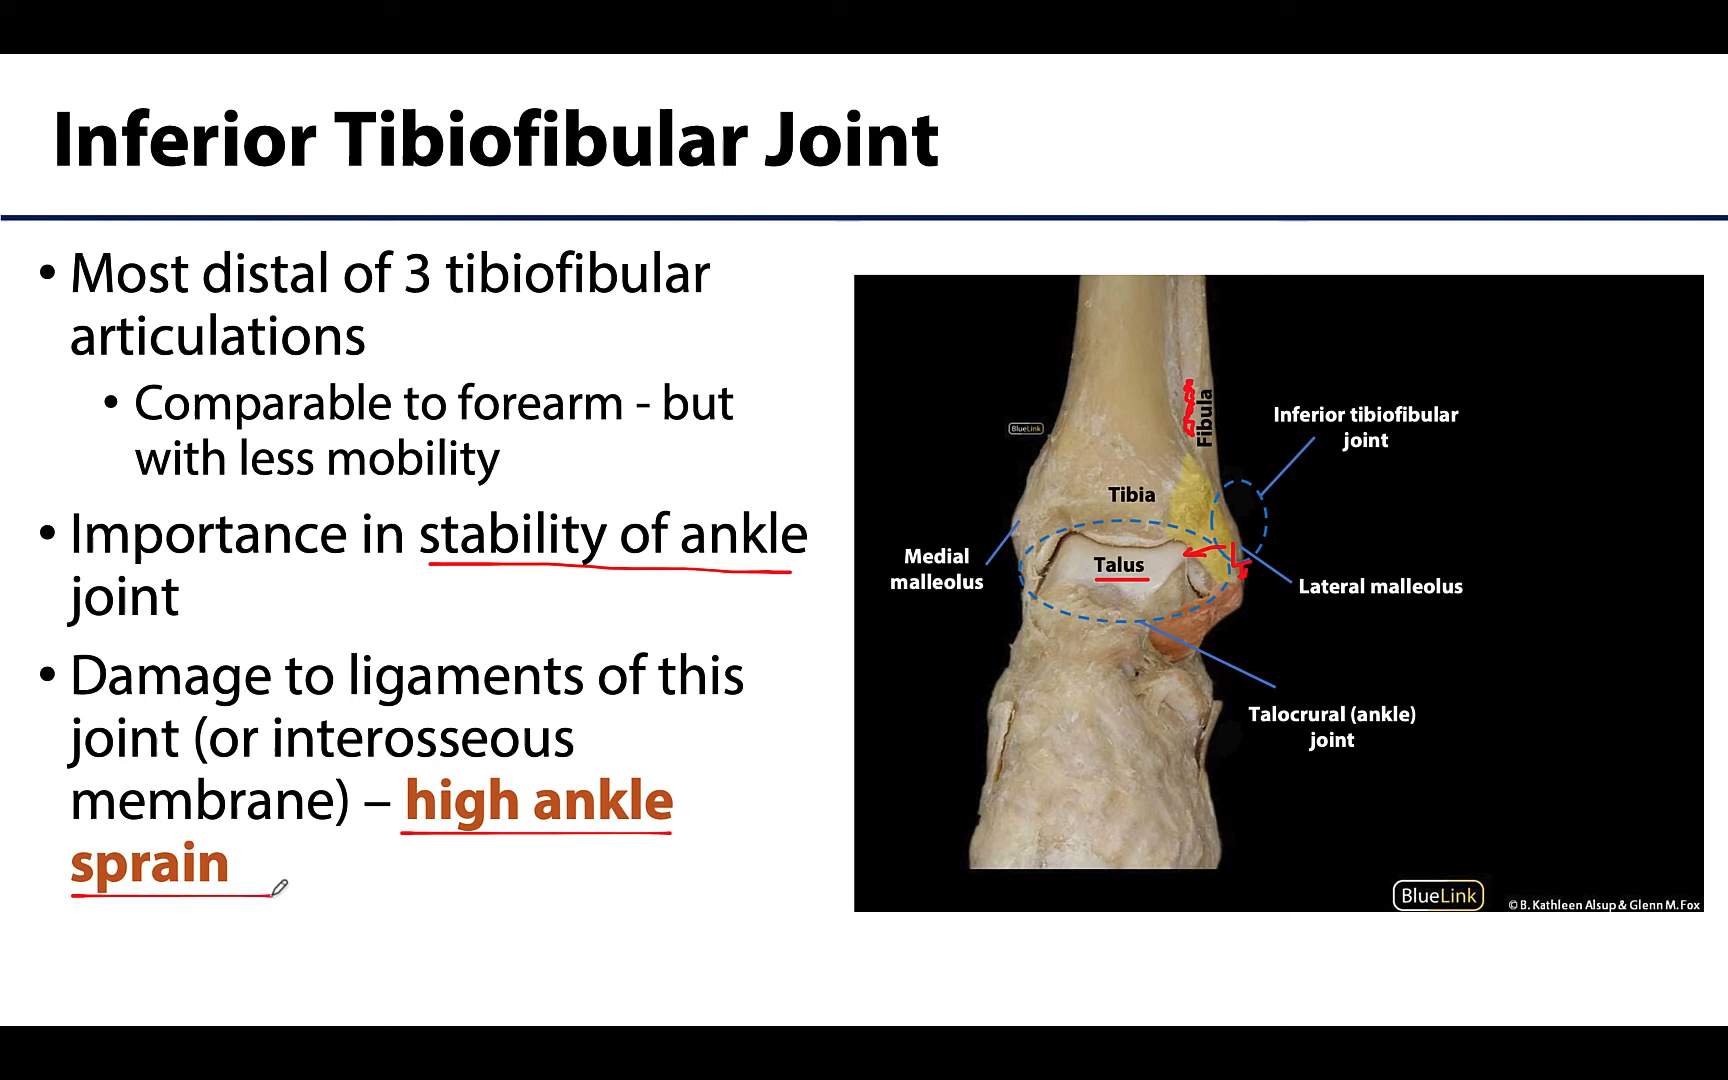 Inferior Tibiofibular Joint
• Most distal of 3 tibiofibular
articulations
• Comparable to forearm - but
with less mobility
• Importance in stability of ankle
joint
• Damage to ligaments of this
joint (or interosseous
membrane) – high ankle
sprain
BlueLink
Fibula
Inferior tibiofibular
joint
Tibia
Medial
malleolus
Talus
Lateral malleolus
Talocrural (ankle)
joint
BlueLink
© B. Kathleen Alsup & Glenn M. Fox